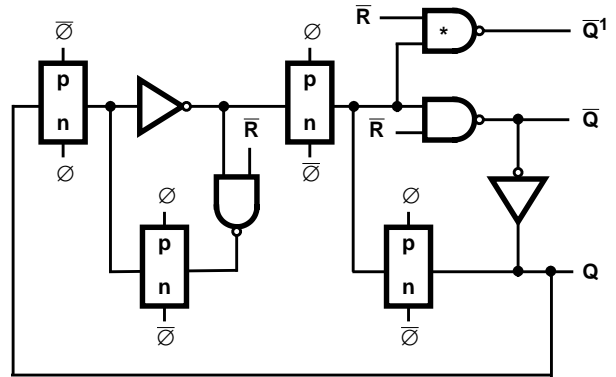 R̅ * Q̅¹
∅̅ ∅̅
p p
n n
R̅ R̅ Q̅
∅ ∅̅
∅ ∅
p p
n n Q
∅̅ ∅̅